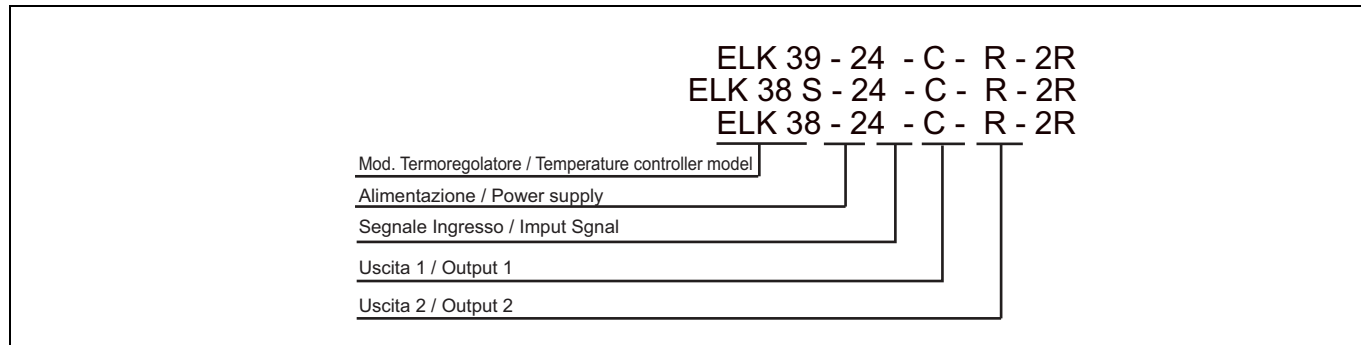 ELK 39 - 24 - C - R - 2R
ELK 38 S - 24 - C - R - 2R
ELK 38 - 24 - C - R - 2R
Mod. Termoregolatore / Temperature controller model
Alimentazione / Power supply
Segnale Ingresso / Imput Sgnal
Uscita 1 / Output 1
Uscita 2 / Output 2